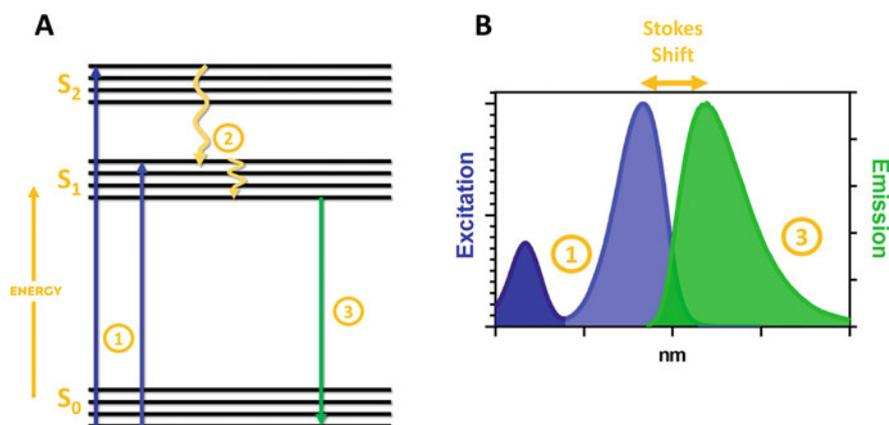 A
S2
2
S1
ENERGY
1
3
S0
B
Stokes
Shift
Excitation
1
3
Emission
nm